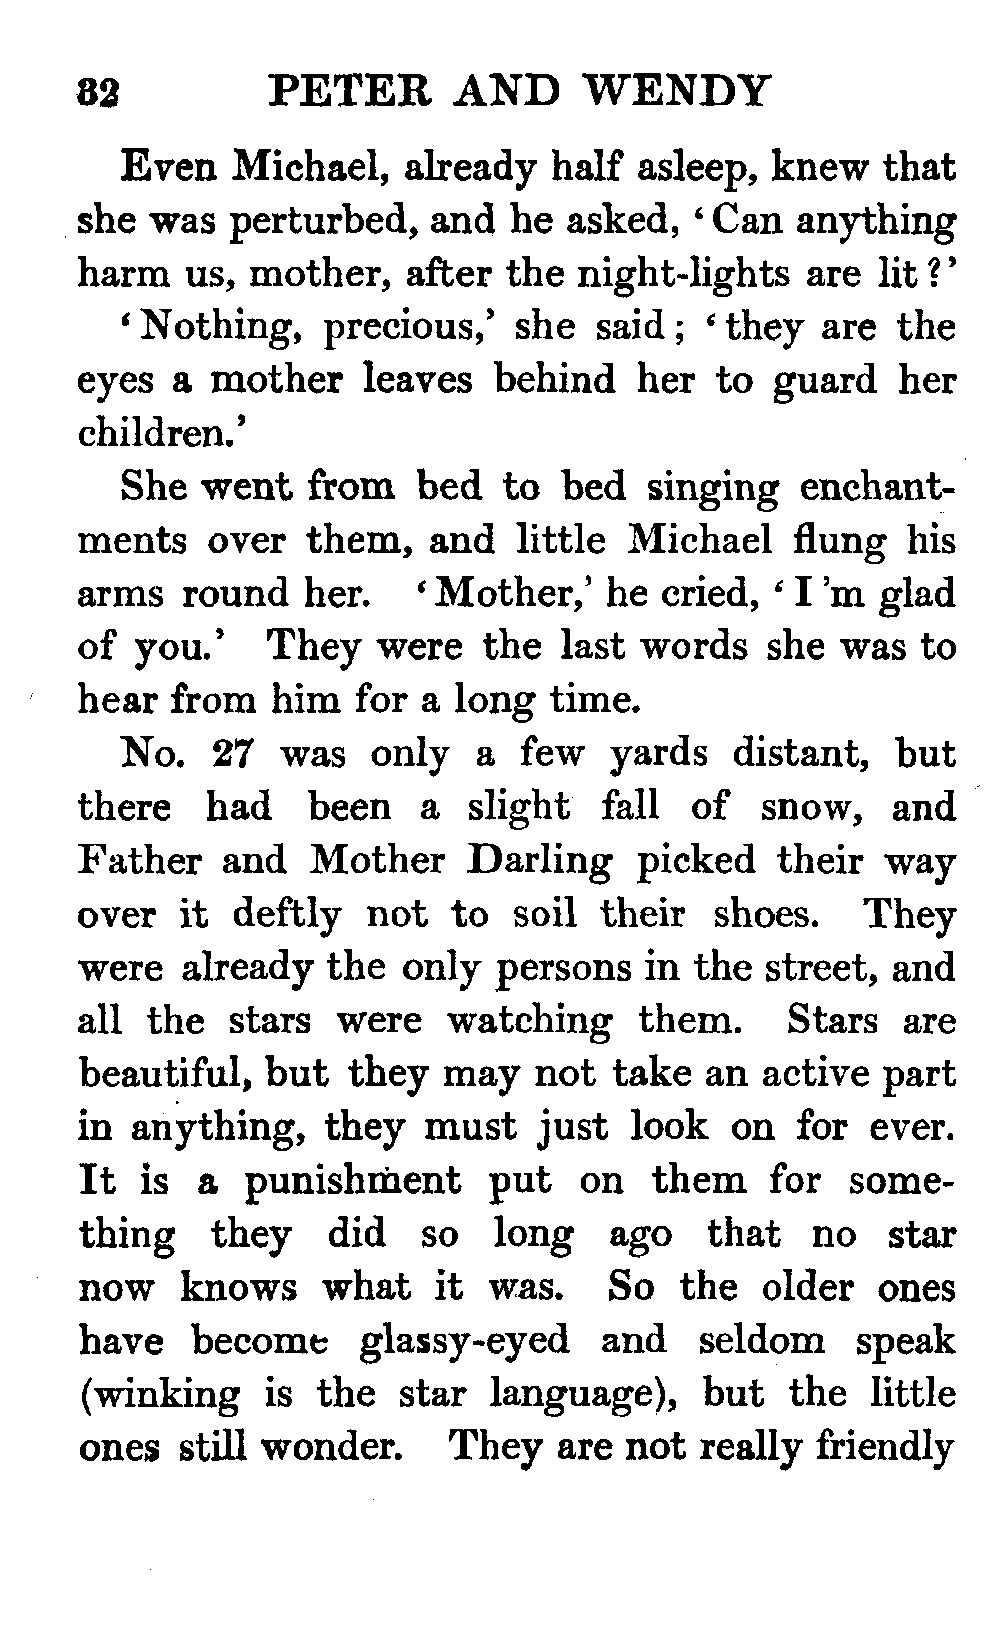 32 PETER AND WENDY
Even Michael, already half asleep, knew that
she was perturbed, and he asked, ‘Can anything
harm us, mother, after the night-lights are lit?’
‘Nothing, precious,’ she said; ‘they are the
eyes a mother leaves behind her to guard her
children.’
She went from bed to bed singing enchant-
ments over them, and little Michael flung his
arms round her. ‘Mother,’ he cried, ‘I’m glad
of you.’ They were the last words she was to
hear from him for a long time.
No. 27 was only a few yards distant, but
there had been a slight fall of snow, and
Father and Mother Darling picked their way
over it deftly not to soil their shoes. They
were already the only persons in the street, and
all the stars were watching them. Stars are
beautiful, but they may not take an active part
in anything, they must just look on for ever.
It is a punishment put on them for some-
thing they did so long ago that no star
now knows what it was. So the older ones
have become glassy-eyed and seldom speak
(winking is the star language), but the little
ones still wonder. They are not really friendly